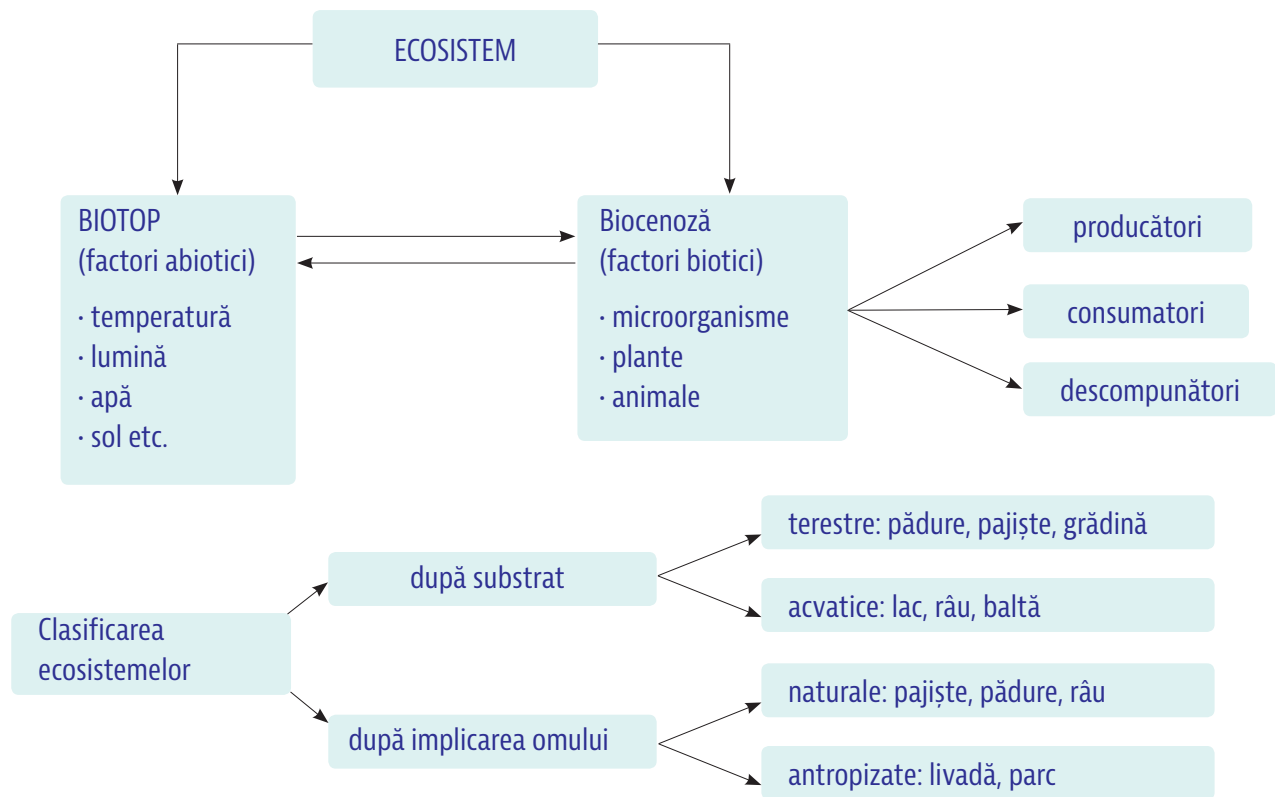 ECOSISTEM
BIOTOP
(factori abiotici)
· temperatură
· lumină
· apă
· sol etc.
Biocenoză
(factori biotici)
· microorganisme
· plante
· animale
producători
consumatori
descompunători
Clasificarea
ecosistemelor
după substrat
terestre: pădure, pajiște, grădină
acvatice: lac, râu, baltă
după implicarea omului
naturale: pajiște, pădure, râu
antropizate: livadă, parc